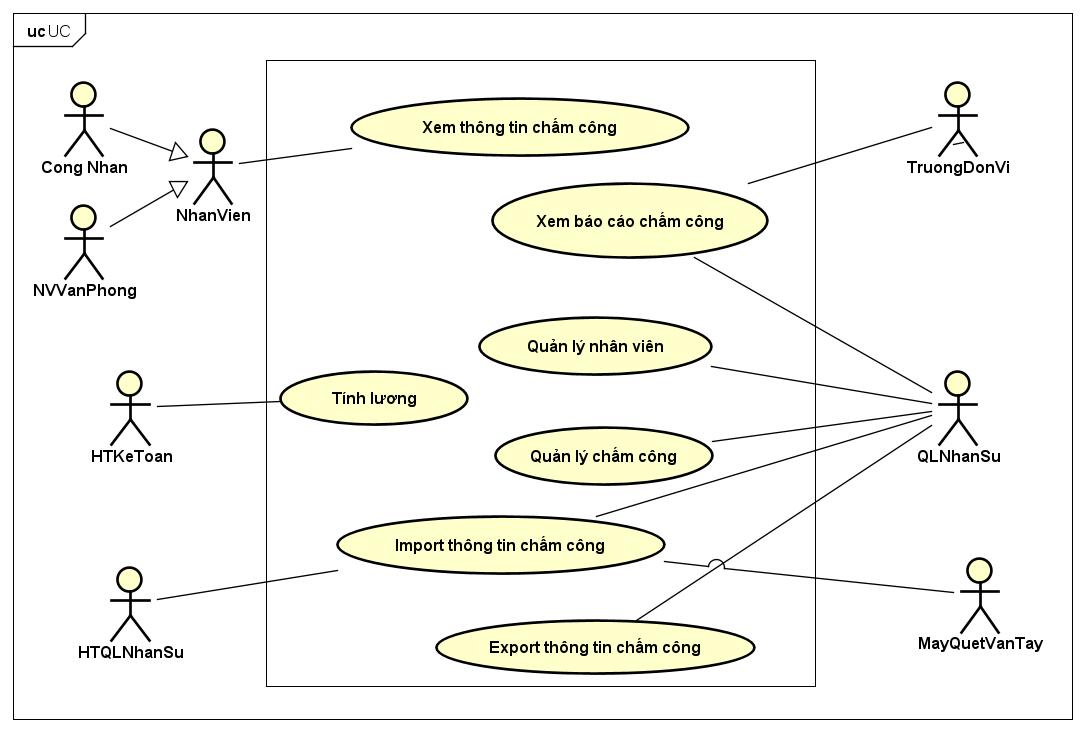 uc UC
Cong Nhan
NhanVien
NVVanPhong
Xem thông tin chấm công
TruongDonVi
Xem báo cáo chấm công
Quản lý nhân viên
Tính lương
HTKeToan
Quản lý chấm công
QLNhanSu
Import thông tin chấm công
HTQLNhanSu
MayQuetVanTay
Export thông tin chấm công